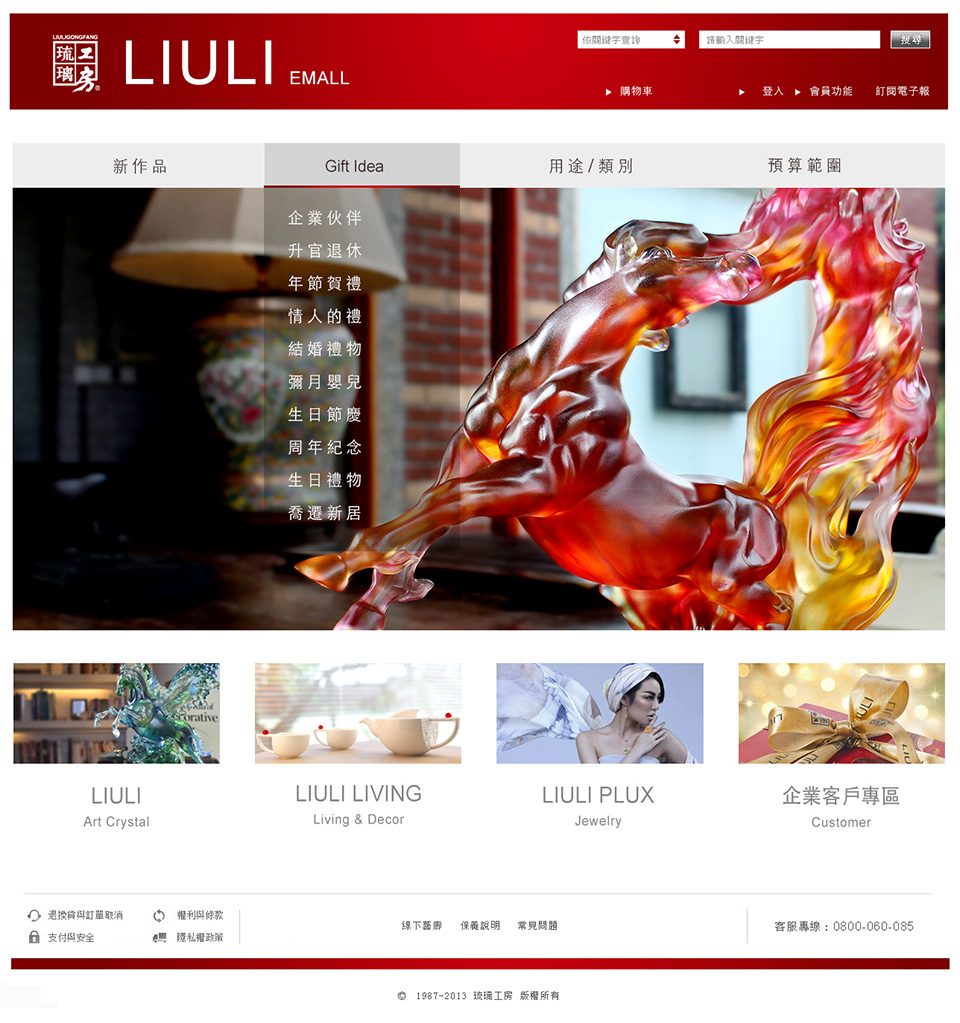 LIULIGONGFANG
琉璃工房
LIULI EMALL
依關鍵字查詢
請輸入關鍵字
搜尋
購物車
登入
會員功能
訂閱電子報
新作品
Gift Idea
用途/類別
預算範圍
企業伙伴
升官退休
年節賀禮
情人的禮
結婚禮物
彌月嬰兒
生日節慶
周年紀念
生日禮物
喬遷新居
LIULI
Art Crystal
LIULI LIVING
Living & Decor
LIULI PLUX
Jewelry
企業客戶專區
Customer
退換貨與訂單取消
權利與條款
支付與安全
隱私權政策
線下藝廊
保養說明
常見問題
客服專線：0800-060-085
© 1987-2013 琉璃工房 版權所有